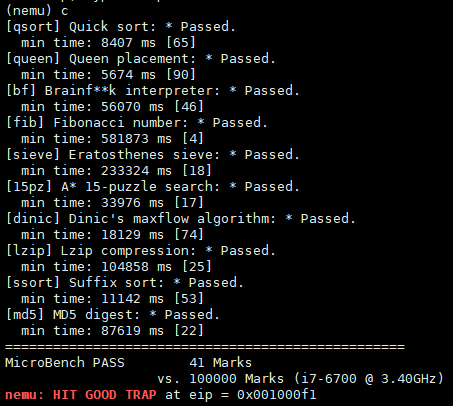 (nemu) c
[qsort] Quick sort: * Passed.
min time: 8407 ms [65]
[queen] Queen placement: * Passed.
min time: 5674 ms [90]
[bf] Brainf**k interpreter: * Passed.
min time: 56070 ms [46]
[fib] Fibonacci number: * Passed.
min time: 581873 ms [4]
[sieve] Eratosthenes sieve: * Passed.
min time: 233324 ms [18]
[15pz] A* 15-puzzle search: * Passed.
min time: 33976 ms [17]
[dinic] Dinic's maxflow algorithm: * Passed.
min time: 18129 ms [74]
[lzip] Lzip compression: * Passed.
min time: 104858 ms [25]
[ssort] Suffix sort: * Passed.
min time: 11142 ms [53]
[md5] MD5 digest: * Passed.
min time: 87619 ms [22]
==================================================
MicroBench PASS        41 Marks
vs. 100000 Marks (i7-6700 @ 3.40GHz)
nemu: HIT GOOD TRAP at eip = 0x001000f1